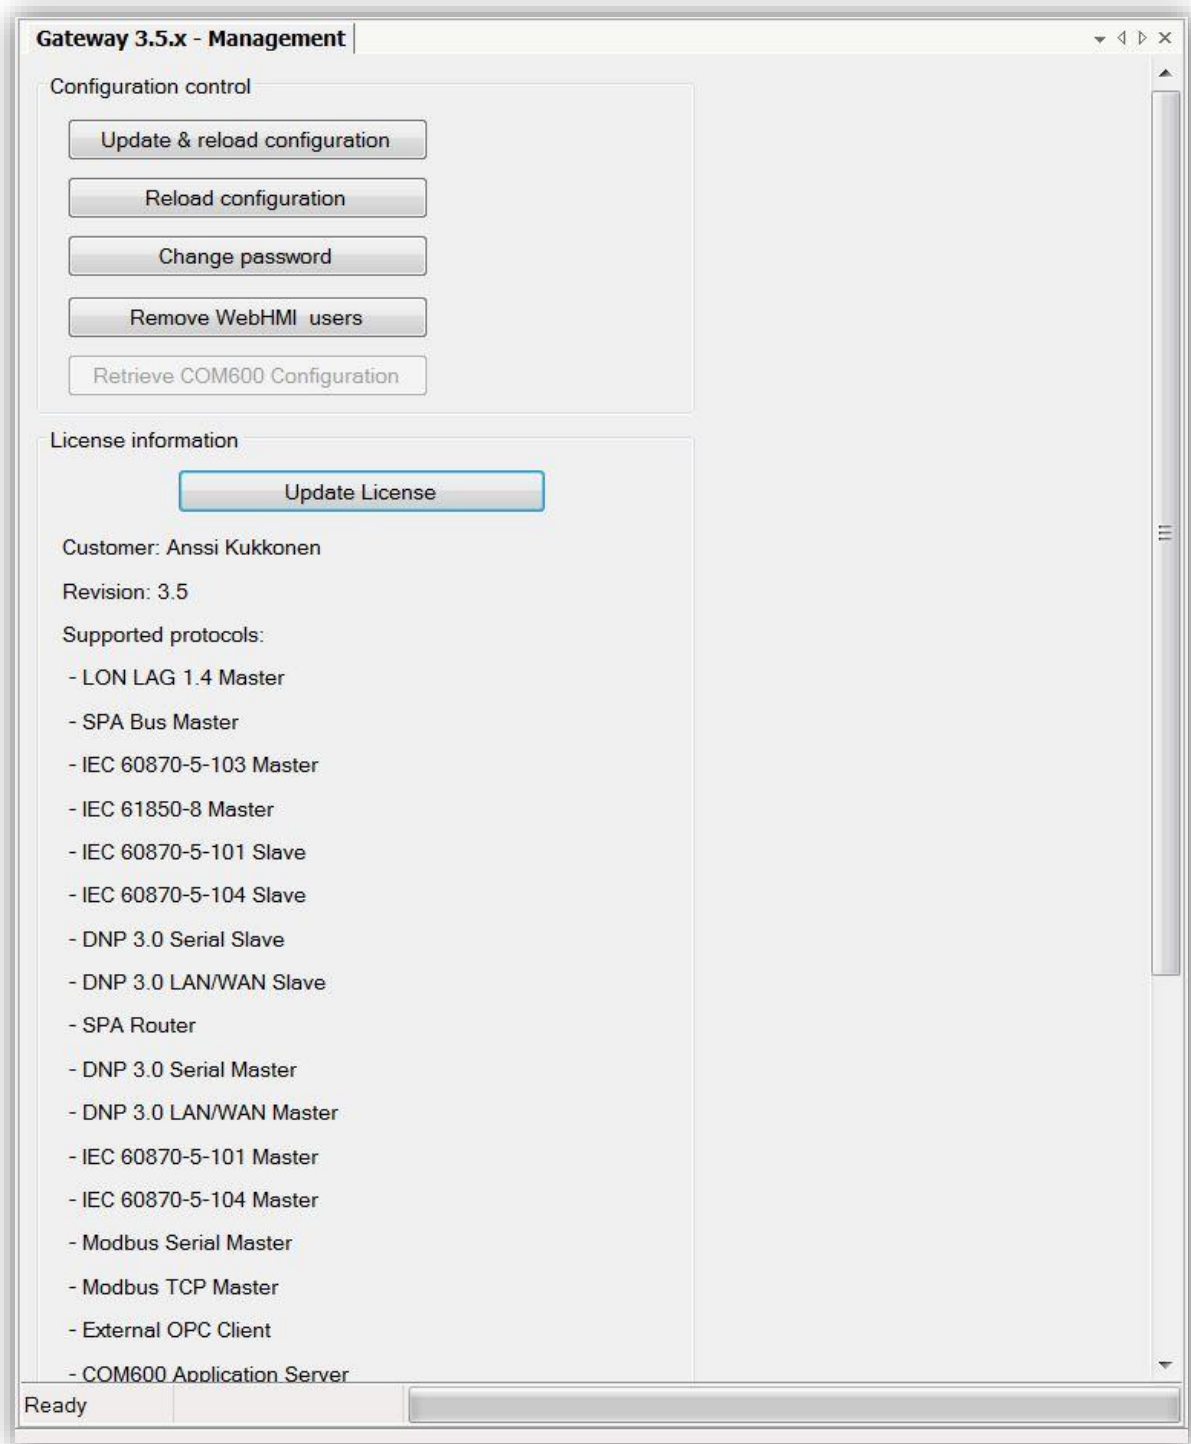 Gateway 3.5.x - Management
Configuration control
Update & reload configuration
Reload configuration
Change password
Remove WebHMI  users
Retrieve COM600 Configuration
License information
Update License
Customer: Anssi Kukkonen
Revision: 3.5
Supported protocols:
- LON LAG 1.4 Master
- SPA Bus Master
- IEC 60870-5-103 Master
- IEC 61850-8 Master
- IEC 60870-5-101 Slave
- IEC 60870-5-104 Slave
- DNP 3.0 Serial Slave
- DNP 3.0 LAN/WAN Slave
- SPA Router
- DNP 3.0 Serial Master
- DNP 3.0 LAN/WAN Master
- IEC 60870-5-101 Master
- IEC 60870-5-104 Master
- Modbus Serial Master
- Modbus TCP Master
- External OPC Client
- COM600 Application Server
Ready